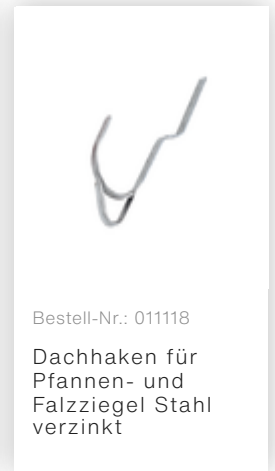 Bestell-Nr.: 011118
Dachhaken für
Pfannen- und
Falzziegel Stahl
verzinkt